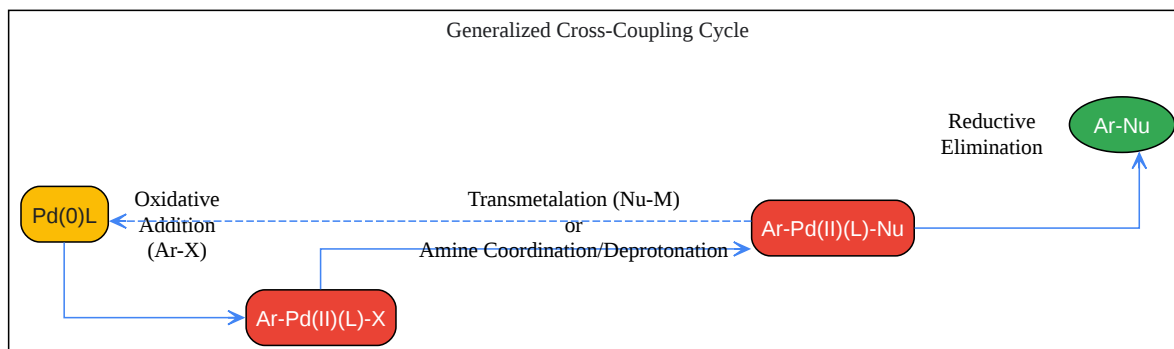 Generalized Cross-Coupling Cycle
Ar-Nu
Reductive
Elimination
Pd(0)L
Oxidative
Addition
(Ar-X)
Transmetalation (Nu-M)
or
Amine Coordination/Deprotonation
Ar-Pd(II)(L)-Nu
Ar-Pd(II)(L)-X